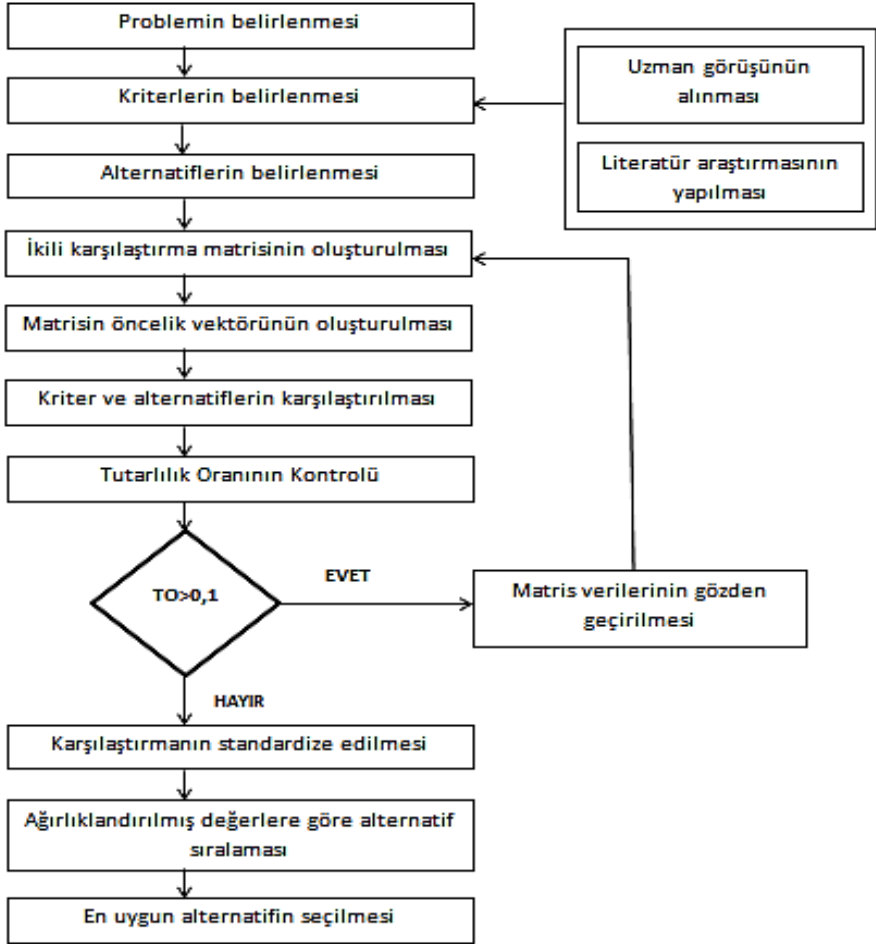 Problemin belirlenmesi
Kriterlerin belirlenmesi
Uzman görüşünün
alınması
Literatür araştırmasının
yapılması
Alternatiflerin belirlenmesi
İkili karşılaştırma matrisinin oluşturulması
Matrisin öncelik vektörünün oluşturulması
Kriter ve alternatiflerin karşılaştırılması
Tutarlılık Oranının Kontrolü
TO>0,1
EVET
Matris verilerinin gözden
geçirilmesi
HAYIR
Karşılaştırmanın standardize edilmesi
Ağırlıklandırılmış değerlere göre alternatif
sıralaması
En uygun alternatifin seçilmesi